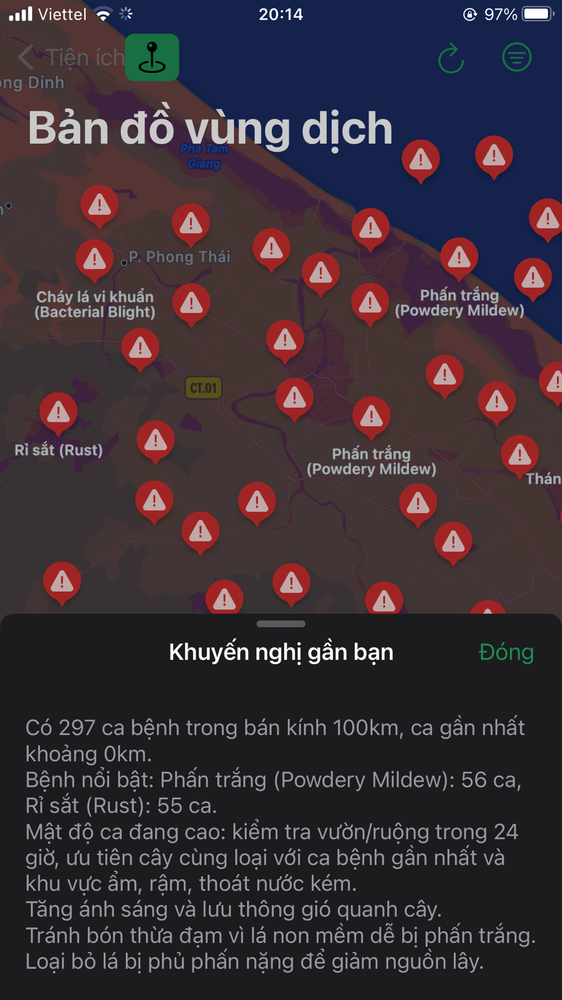 Viettel
20:14
97%
Tiện ích
ong Dinh
Bản đồ vùng dịch
Phá Tam
Giang
P. Phong Thái
Cháy lá vi khuẩn
(Bacterial Blight)
Phấn trắng
(Powdery Mildew)
CT.01
Rỉ sắt (Rust)
Phấn trắng
(Powdery Mildew)
Thán
Khuyến nghị gần bạn
Đóng
Có 297 ca bệnh trong bán kính 100km, ca gần nhất
khoảng 0km.
Bệnh nổi bật: Phấn trắng (Powdery Mildew): 56 ca,
Rỉ sắt (Rust): 55 ca.
Mật độ ca đang cao: kiểm tra vườn/ruộng trong 24
giờ, ưu tiên cây cùng loại với ca bệnh gần nhất và
khu vực ẩm, rậm, thoát nước kém.
Tăng ánh sáng và lưu thông gió quanh cây.
Tránh bón thừa đạm vì lá non mềm dễ bị phấn trắng.
Loại bỏ lá bị phủ phấn nặng để giảm nguồn lây.